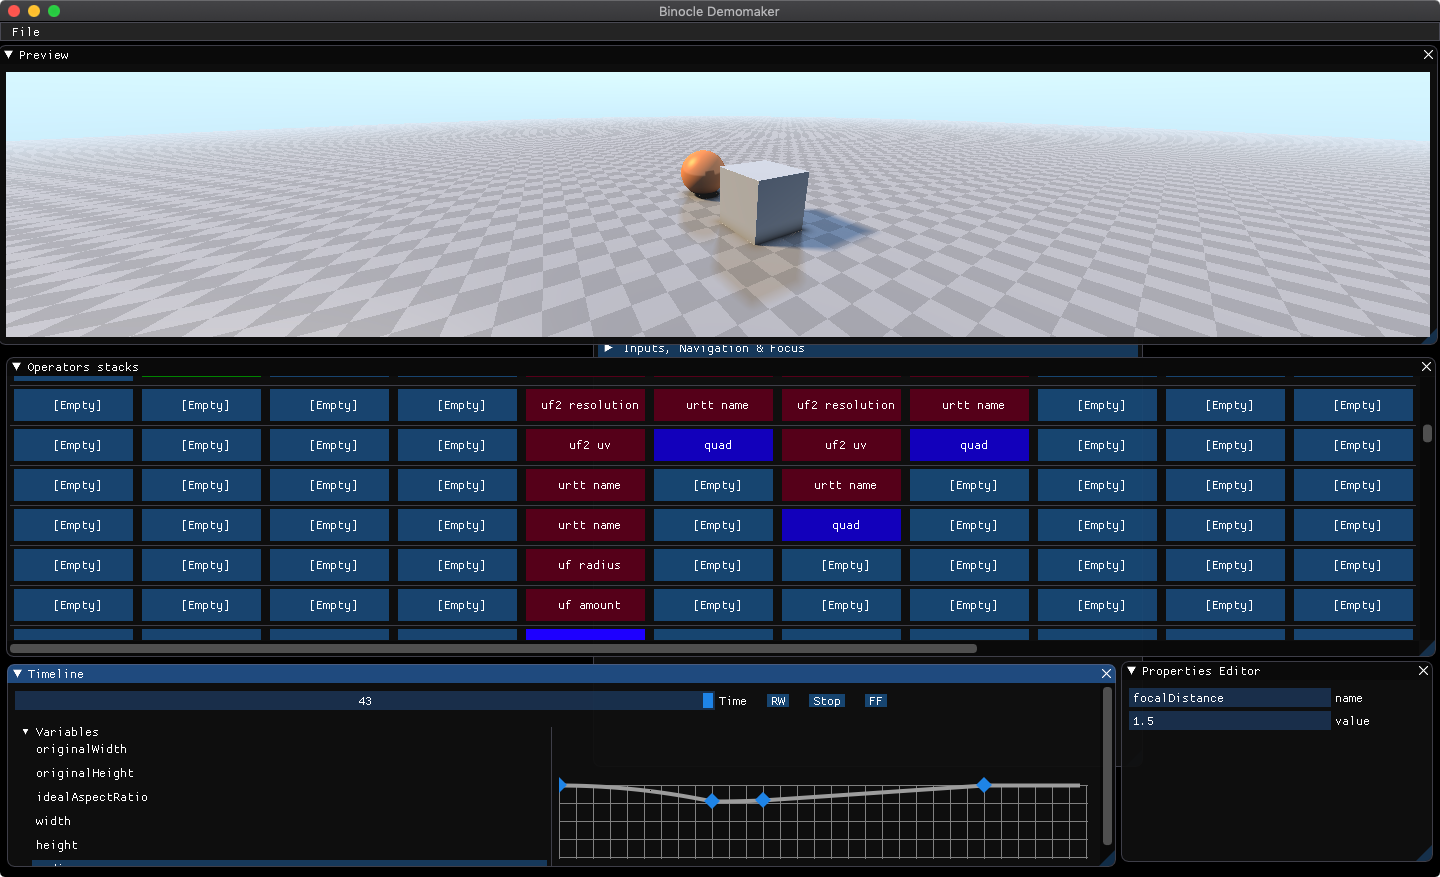 Binocle Demomaker
File
Preview
Inputs, Navigation & Focus
Operators stacks
[Empty] [Empty] [Empty] [Empty] uf2 resolution urtt name uf2 resolution urtt name [Empty] [Empty] [Empty]
[Empty] [Empty] [Empty] [Empty] uf2 uv quad uf2 uv quad [Empty] [Empty] [Empty]
[Empty] [Empty] [Empty] [Empty] urtt name [Empty] urtt name [Empty] [Empty] [Empty] [Empty]
[Empty] [Empty] [Empty] [Empty] urtt name [Empty] quad [Empty] [Empty] [Empty] [Empty]
[Empty] [Empty] [Empty] [Empty] uf radius [Empty] [Empty] [Empty] [Empty] [Empty] [Empty]
[Empty] [Empty] [Empty] [Empty] uf amount [Empty] [Empty] [Empty] [Empty] [Empty] [Empty]
Timeline
43 Time RW Stop FF
Variables
originalWidth
originalHeight
idealAspectRatio
width
height
Properties Editor
focalDistance name
1.5 value